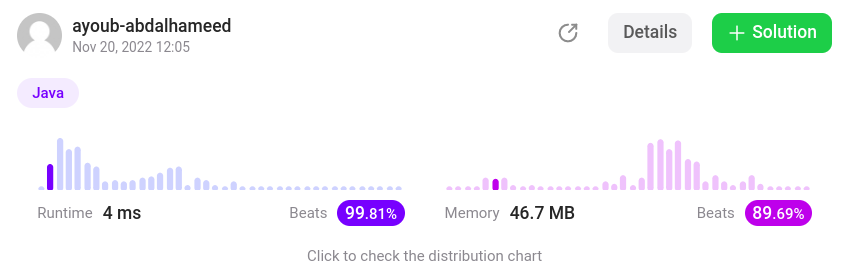 ayoub-abdalhameed
Nov 20, 2022 12:05
Details
+ Solution
Java
Runtime 4 ms Beats 99.81%
Memory 46.7 MB Beats 89.69%
Click to check the distribution chart